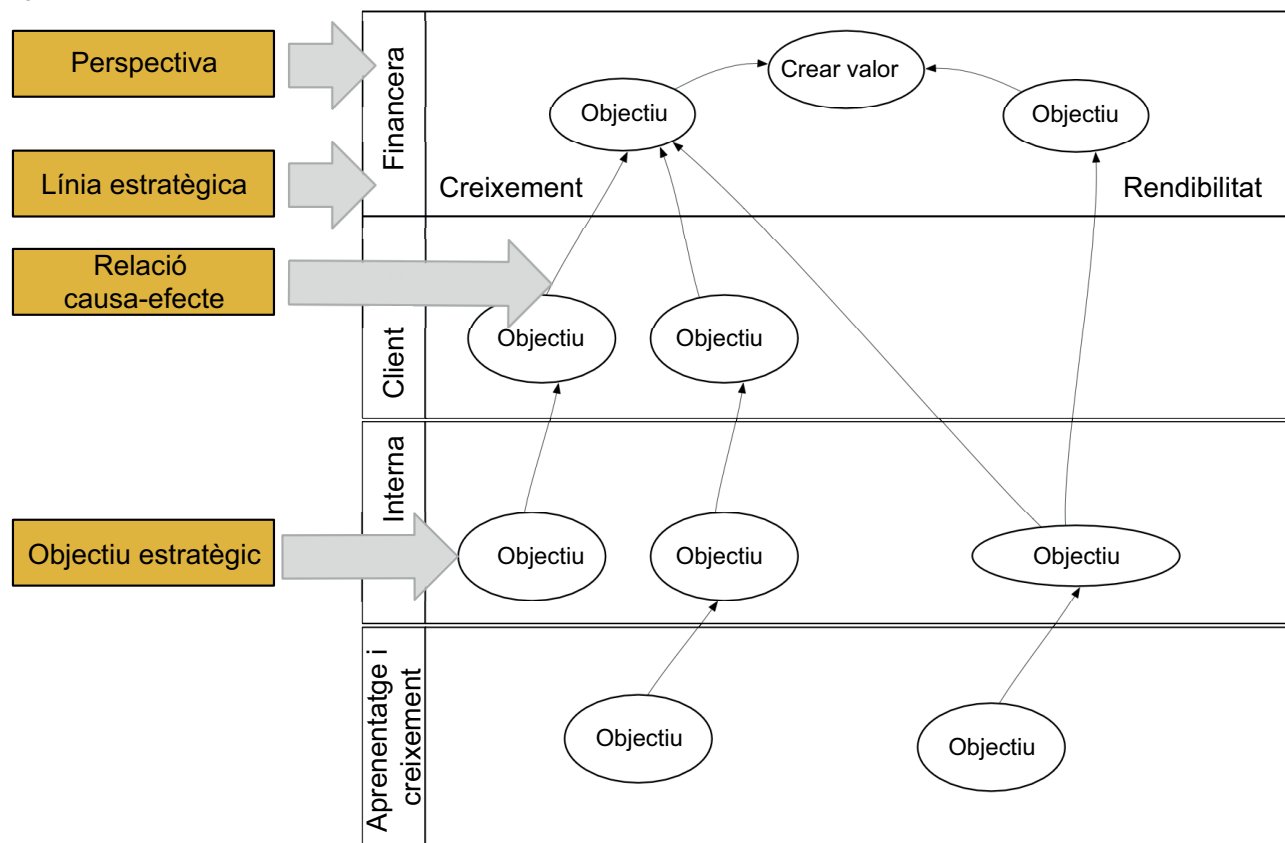 Perspectiva
Línia estratègica
Relació
causa-efecte
Objectiu estratègic
Financera
Crear valor
Objectiu
Objectiu
Creixement
Rendibilitat
Client
Objectiu
Objectiu
Interna
Objectiu
Objectiu
Objectiu
Aprenentatge i
creixement
Objectiu
Objectiu